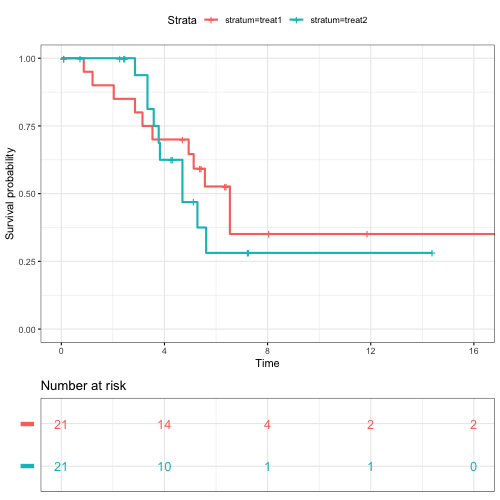 Strata stratum=treat1 stratum=treat2
Survival probability
1.00
0.75
0.50
0.25
0.00
0 4 8 12 16
Time
Number at risk
21 14 4 2 2
21 10 1 1 0